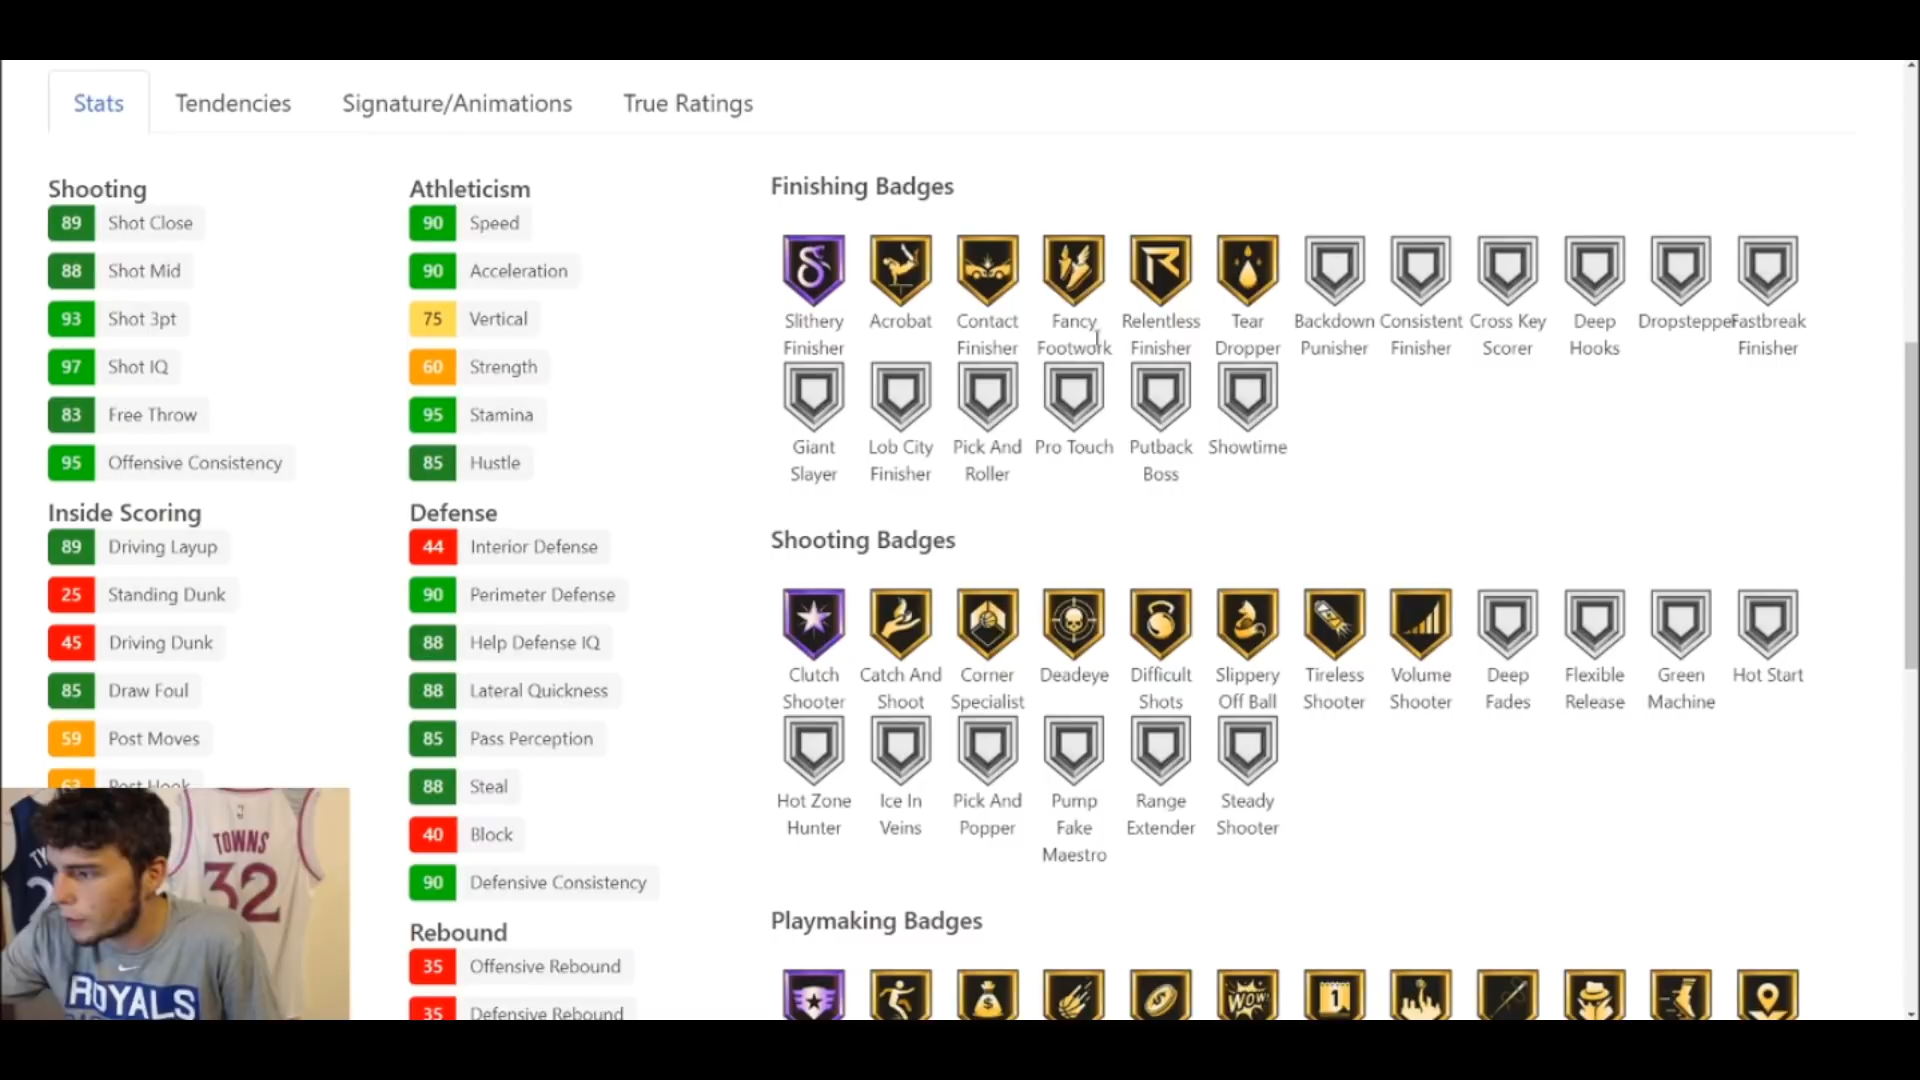 Stats Tendencies Signature/Animations True Ratings
Shooting
89 Shot Close
88 Shot Mid
93 Shot 3pt
97 Shot IQ
83 Free Throw
95 Offensive Consistency
Inside Scoring
89 Driving Layup
25 Standing Dunk
45 Driving Dunk
85 Draw Foul
59 Post Moves
Post Hook
Athleticism
90 Speed
90 Acceleration
75 Vertical
60 Strength
95 Stamina
85 Hustle
Defense
44 Interior Defense
90 Perimeter Defense
88 Help Defense IQ
88 Lateral Quickness
85 Pass Perception
88 Steal
40 Block
90 Defensive Consistency
Rebound
35 Offensive Rebound
35 Defensive Rebound
Finishing Badges
Slithery Acrobat Contact Fancy Relentless Tear Backdown Consistent Cross Key Deep Dropstepper Fastbreak
Finisher Finisher Footwork Finisher Dropper Punisher Finisher Scorer Hooks Finisher
Giant Lob City Pick And Pro Touch Putback Showtime
Slayer Finisher Roller Boss
Shooting Badges
Clutch Catch And Corner Deadeye Difficult Slippery Tireless Volume Deep Flexible Green Hot Start
Shooter Shoot Specialist Shots Off Ball Shooter Shooter Fades Release Machine
Hot Zone Ice In Pick And Pump Range Steady
Hunter Veins Popper Fake Extender Shooter
Maestro
Playmaking Badges
WOW! 1
TOWNS
32
ROYALS